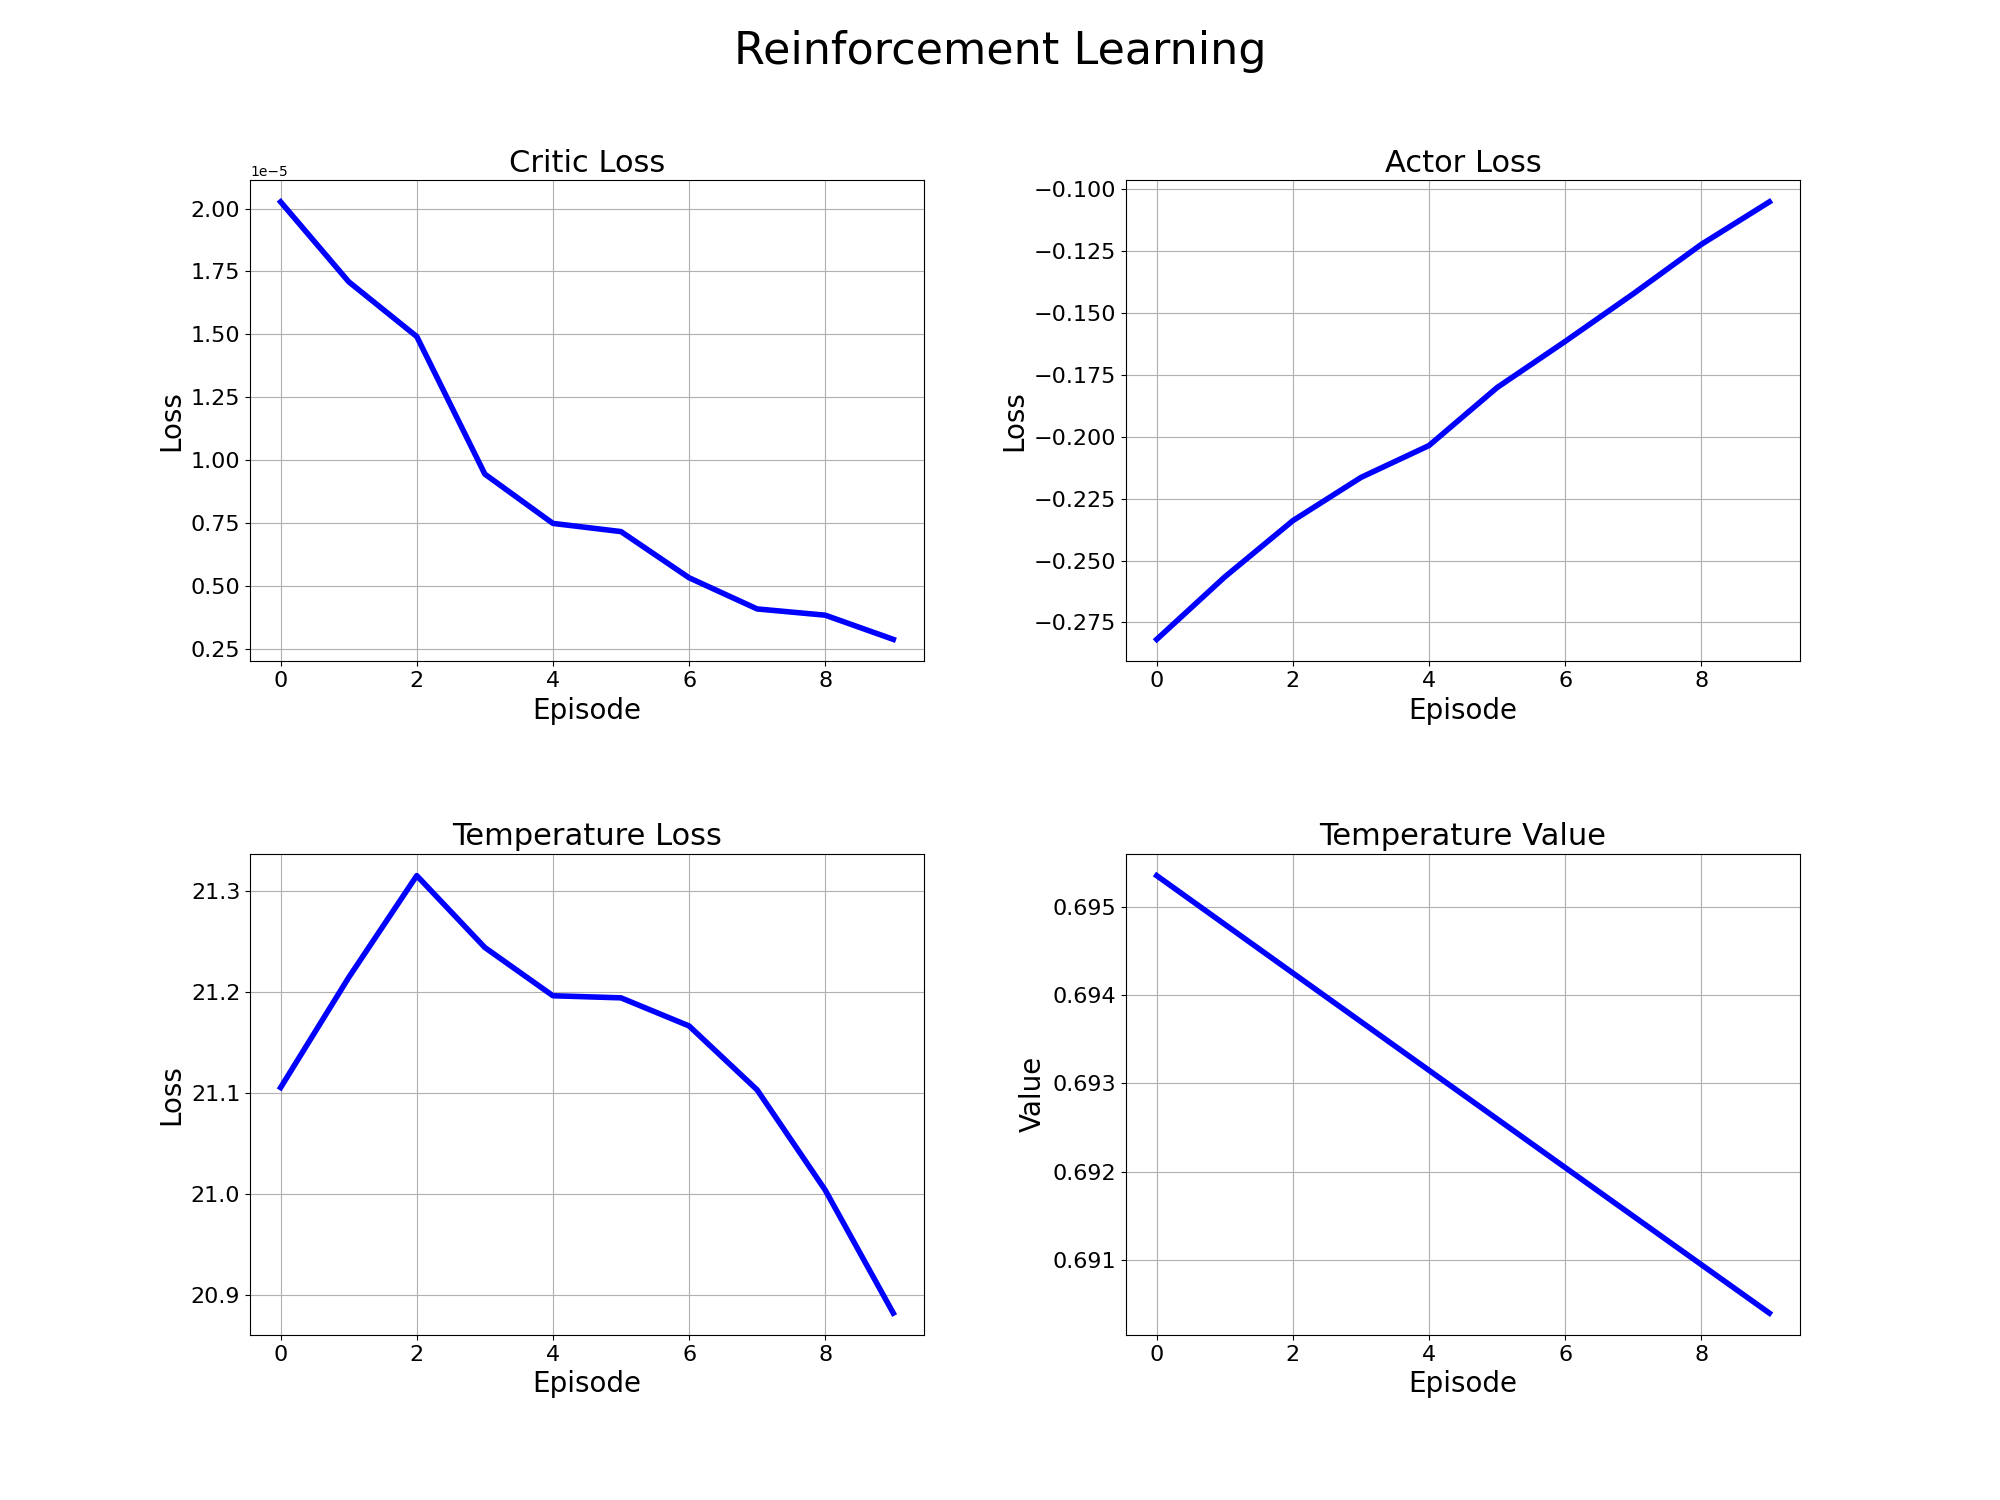 Reinforcement Learning
Critic Loss
1e−5
2.00
1.75
1.50
1.25
1.00
0.75
0.50
0.25
Loss
0 2 4 6 8
Episode
Actor Loss
−0.100
−0.125
−0.150
−0.175
−0.200
−0.225
−0.250
−0.275
Loss
0 2 4 6 8
Episode
Temperature Loss
21.3
21.2
21.1
21.0
20.9
Loss
0 2 4 6 8
Episode
Temperature Value
0.695
0.694
0.693
0.692
0.691
Value
0 2 4 6 8
Episode